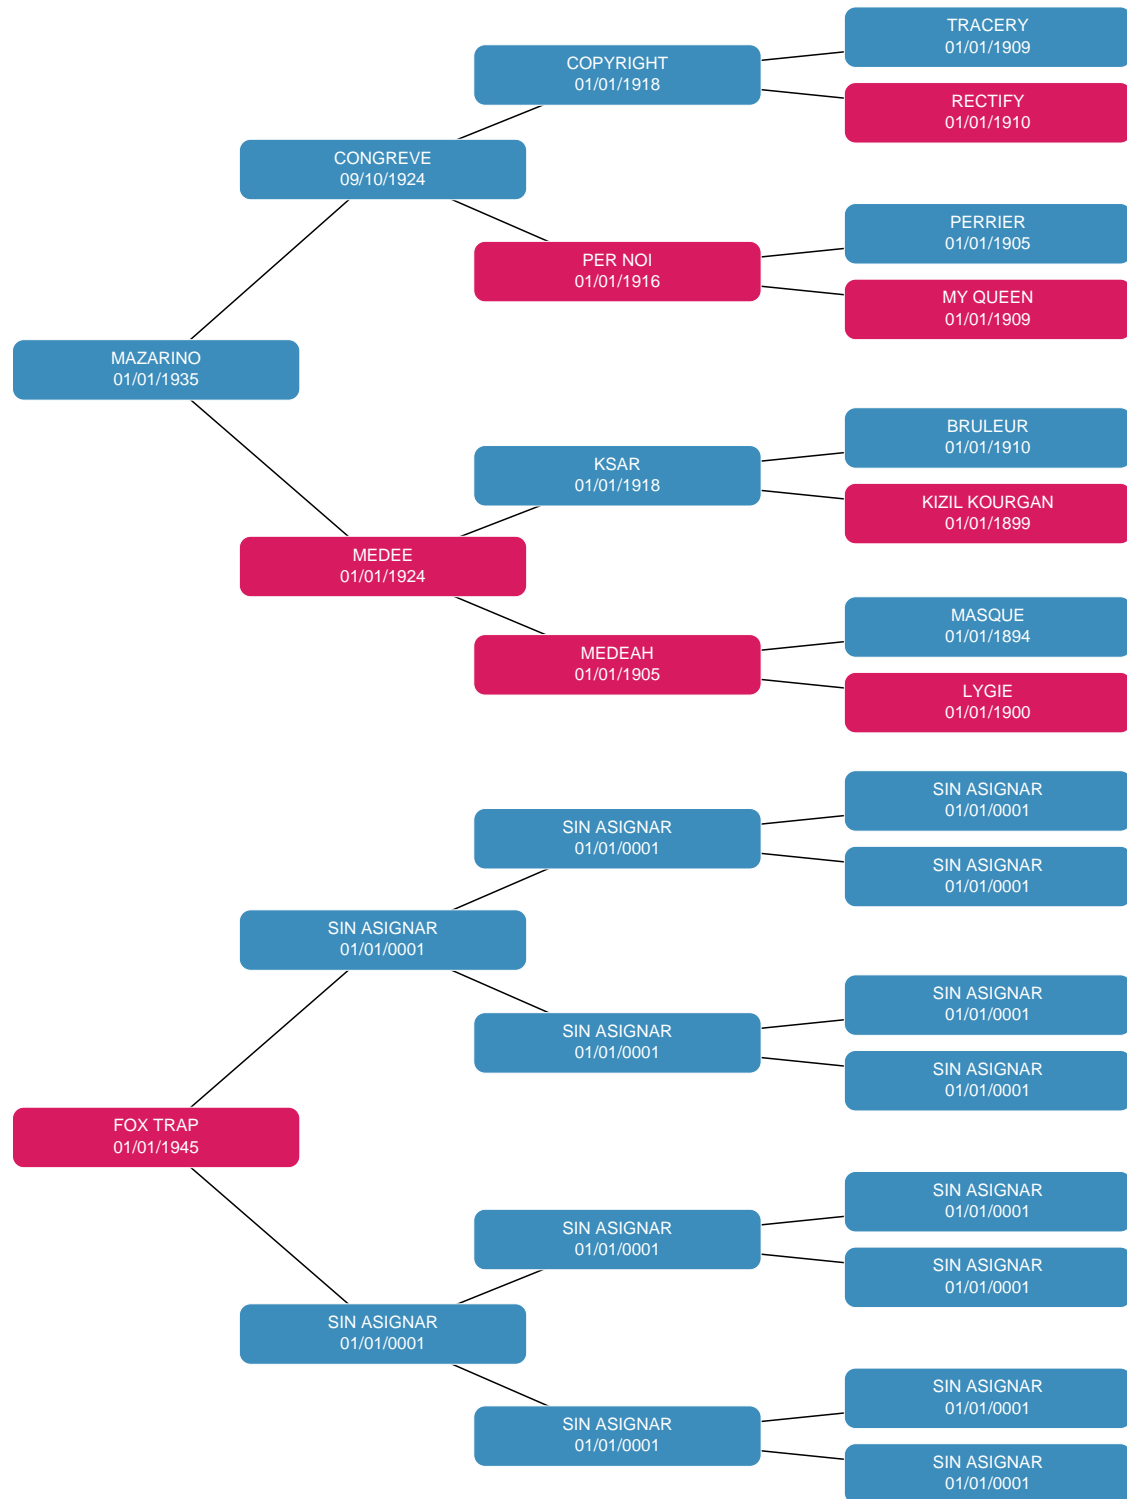 TRACERY
01/01/1909
COPYRIGHT
01/01/1918
RECTIFY
01/01/1910
CONGREVE
09/10/1924
PERRIER
01/01/1905
PER NOI
01/01/1916
MY QUEEN
01/01/1909
MAZARINO
01/01/1935
BRULEUR
01/01/1910
KSAR
01/01/1918
KIZIL KOURGAN
01/01/1899
MEDEE
01/01/1924
MASQUE
01/01/1894
MEDEAH
01/01/1905
LYGIE
01/01/1900
SIN ASIGNAR
01/01/0001
SIN ASIGNAR
01/01/0001
SIN ASIGNAR
01/01/0001
SIN ASIGNAR
01/01/0001
SIN ASIGNAR
01/01/0001
SIN ASIGNAR
01/01/0001
SIN ASIGNAR
01/01/0001
FOX TRAP
01/01/1945
SIN ASIGNAR
01/01/0001
SIN ASIGNAR
01/01/0001
SIN ASIGNAR
01/01/0001
SIN ASIGNAR
01/01/0001
SIN ASIGNAR
01/01/0001
SIN ASIGNAR
01/01/0001
SIN ASIGNAR
01/01/0001